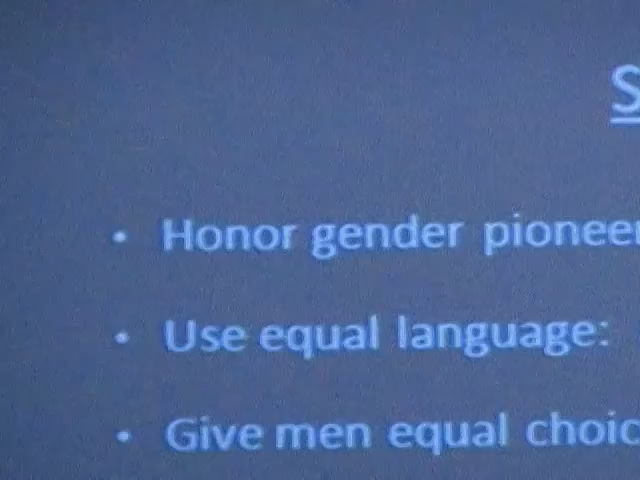 S
• Honor gender pioneer
• Use equal language:
• Give men equal choic